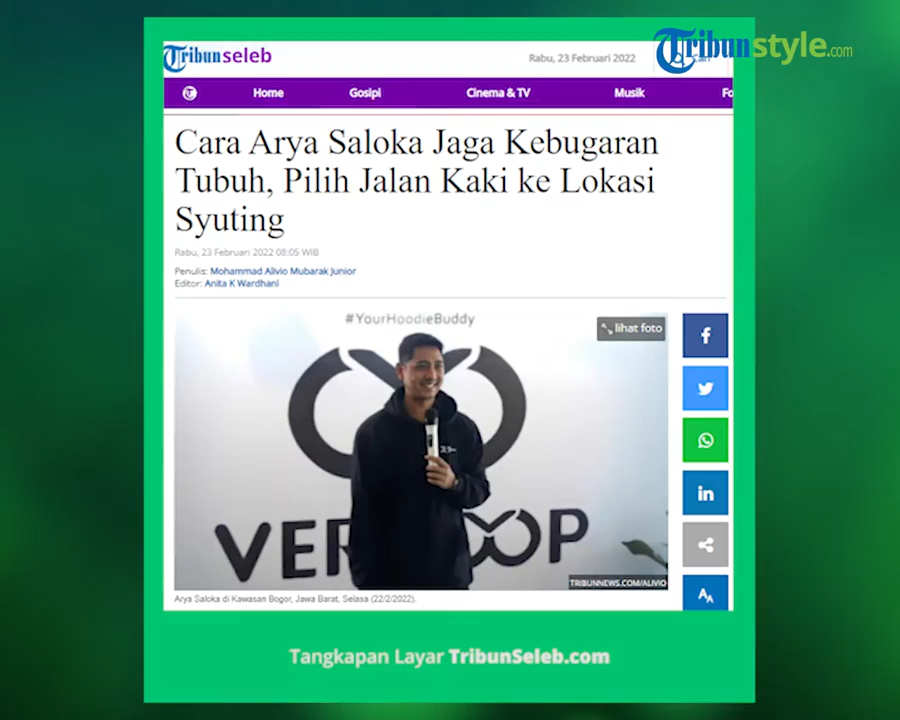 Tribunseleb
Rabu, 23 Februari 2022
Tribunstyle.com
Home Gosipi Cinema & TV Musik
Cara Arya Saloka Jaga Kebugaran
Tubuh, Pilih Jalan Kaki ke Lokasi
Syuting
Rabu, 23 Februari 2022 08:05 WIB
Penulis: Mohammad Alivio Mubarak Junior
Editor: Anita K Wardhani
#YourHoodieBuddy
lihat foto
TRIBUNNEWS.COM/ALIVIO
Arya Saloka di Kawasan Bogor, Jawa Barat, Selasa (22/2/2022).
Tangkapan Layar TribunSeleb.com